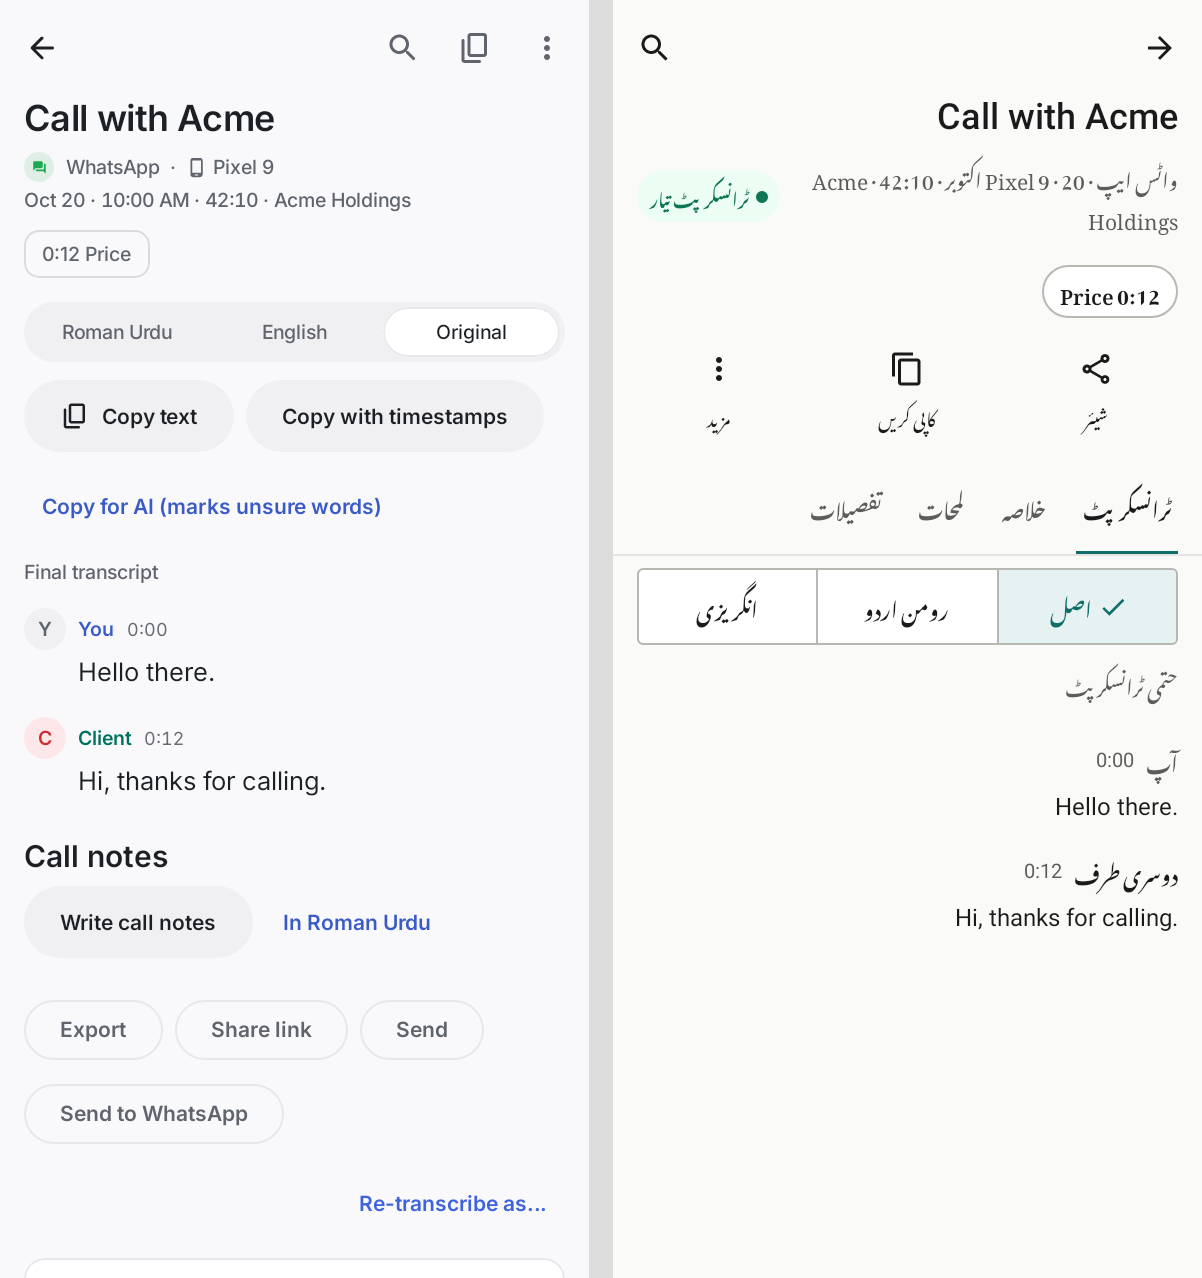 Call with Acme
WhatsApp · Pixel 9
Oct 20 · 10:00 AM · 42:10 · Acme Holdings
0:12 Price
Roman Urdu English Original
Copy text Copy with timestamps
Copy for AI (marks unsure words)
Final transcript
Y You 0:00
Hello there.
C Client 0:12
Hi, thanks for calling.
Call notes
Write call notes In Roman Urdu
Export Share link Send
Send to WhatsApp
Re-transcribe as...
Call with Acme
واٹس ایپ · Pixel 9 · 20 اکتوبر · 42:10 · Acme
Holdings
ٹرانسکرپٹ تیار
Price 0:12
شیئر کاپی کریں مزید
ٹرانسکرپٹ خلاصہ لمحات تفصیلات
اصل رومن اردو انگریزی
حتمی ٹرانسکرپٹ
آپ 0:00
Hello there.
دوسری طرف 0:12
Hi, thanks for calling.